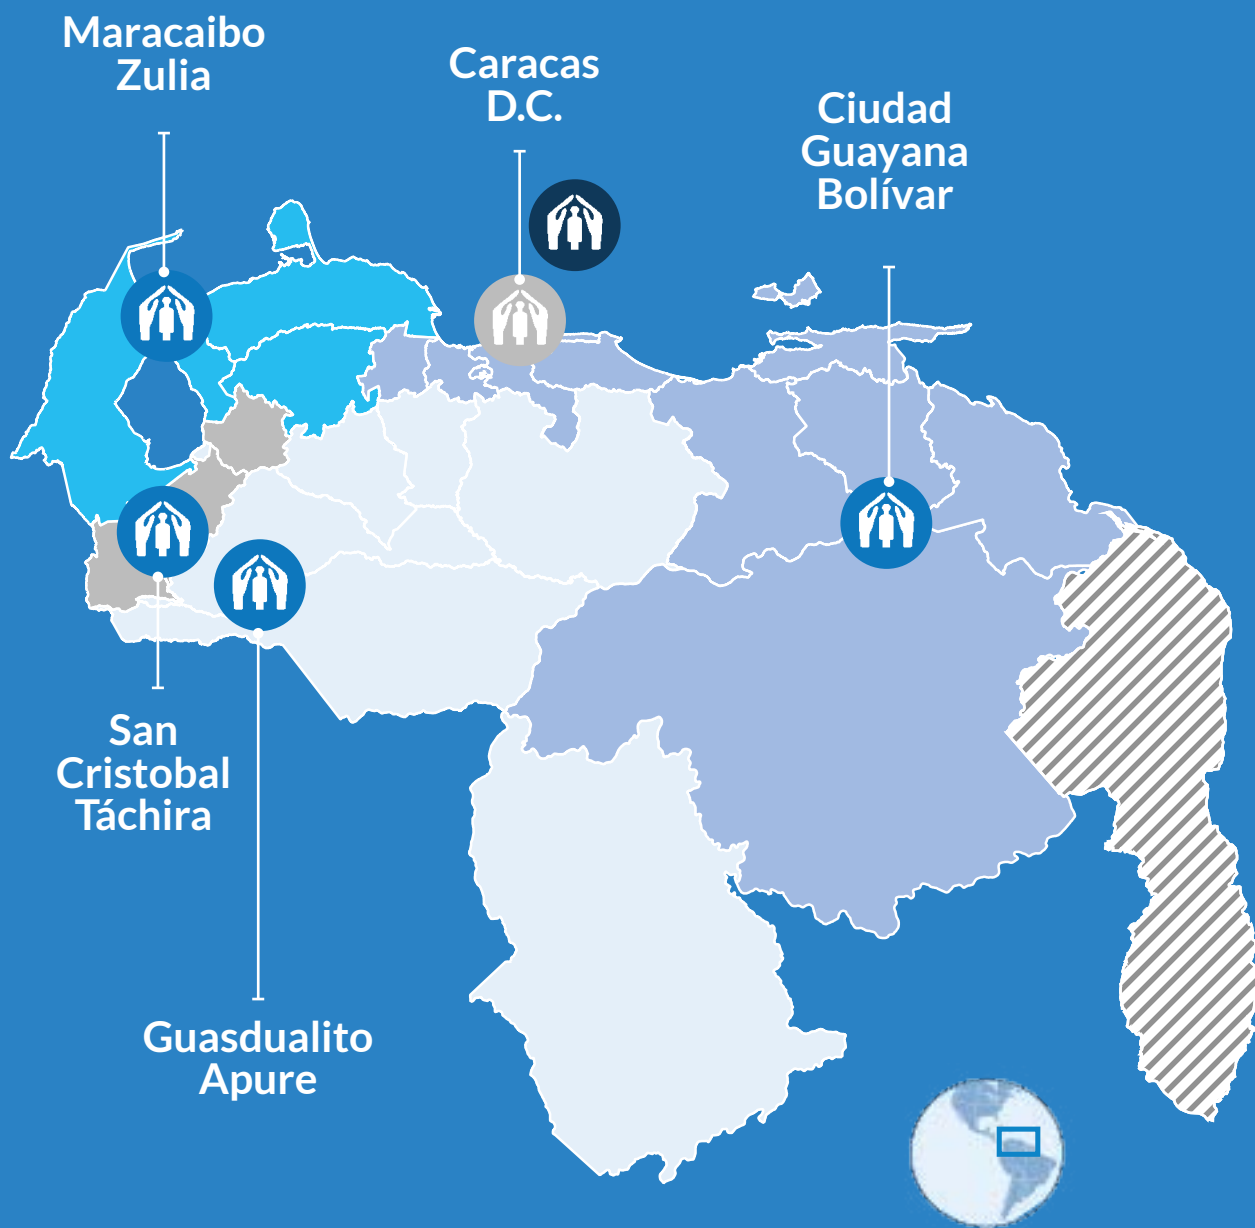 Maracaibo
Zulia
Caracas
D.C.
Ciudad
Guayana
Bolívar
San
Cristobal
Táchira
Guasdualito
Apure